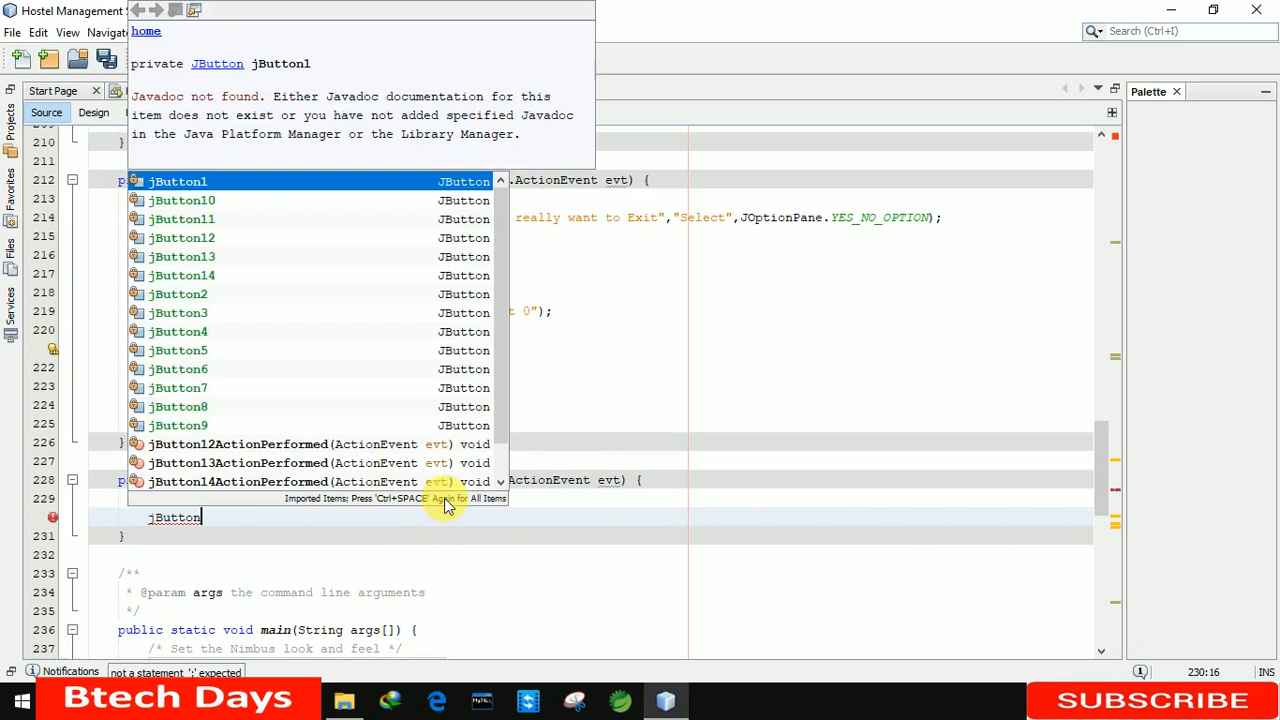 Hostel Management S
File Edit View Navigat
Search (Ctrl+I)
home
private JButton jButton1
Javadoc not found. Either Javadoc documentation for this
item does not exist or you have not added specified Javadoc
in the Java Platform Manager or the Library Manager.
Start Page
Palette
Source Design
Projects
Favorites
Files
Services
210 }
211
212 p .ActionEvent evt) {
213
214 really want to Exit","Select",JOptionPane.YES_NO_OPTION);
215
216
217
218
219 t 0");
220
222
223
224
225
226 }
227
228 p ActionEvent evt) {
229
jButton
231 }
232
233 /**
234 * @param args the command line arguments
235 */
236 public static void main(String args[]) {
237 /* Set the Nimbus look and feel */
jButton1 JButton
jButton10 JButton
jButton11 JButton
jButton12 JButton
jButton13 JButton
jButton14 JButton
jButton2 JButton
jButton3 JButton
jButton4 JButton
jButton5 JButton
jButton6 JButton
jButton7 JButton
jButton8 JButton
jButton9 JButton
jButton12ActionPerformed(ActionEvent evt) void
jButton13ActionPerformed(ActionEvent evt) void
jButton14ActionPerformed(ActionEvent evt) void
Imported Items; Press 'Ctrl+SPACE' Again for All Items
Notifications not a statement ';' expected
230:16 INS
Btech Days
SUBSCRIBE